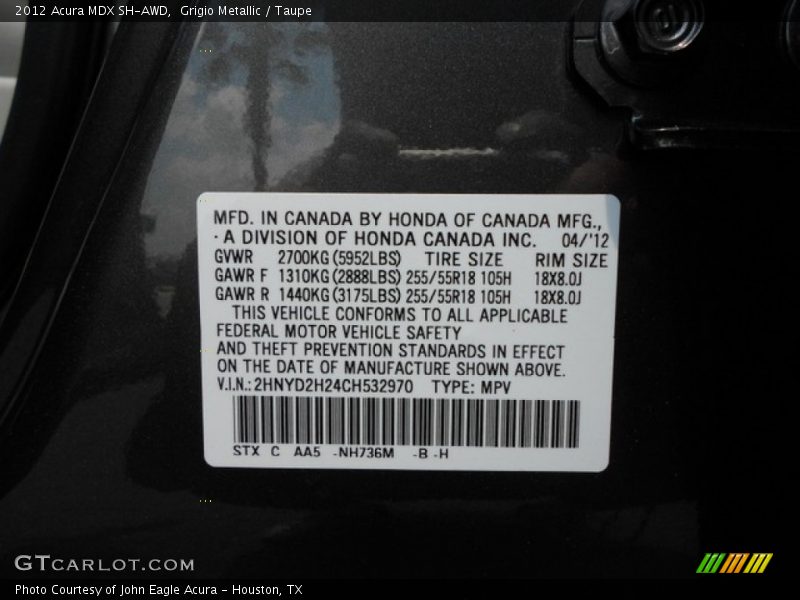 2012 Acura MDX SH-AWD,  Grigio Metallic / Taupe
MFD. IN CANADA BY HONDA OF CANADA MFG.,
A DIVISION OF HONDA CANADA INC. 04/'12
GVWR 2700KG (5952LBS) TIRE SIZE RIM SIZE
GAWR F 1310KG (2888LBS) 255/55R18 105H 18X8.0J
GAWR R 1440KG (3175LBS) 255/55R18 105H 18X8.0J
THIS VEHICLE CONFORMS TO ALL APPLICABLE
FEDERAL MOTOR VEHICLE SAFETY
AND THEFT PREVENTION STANDARDS IN EFFECT
ON THE DATE OF MANUFACTURE SHOWN ABOVE.
V.I.N.: 2HNYD2H24CH532970 TYPE: MPV
STX C AA5 -NH736M -B -H
GTCARLOT.COM
Photo Courtesy of John Eagle Acura - Houston, TX